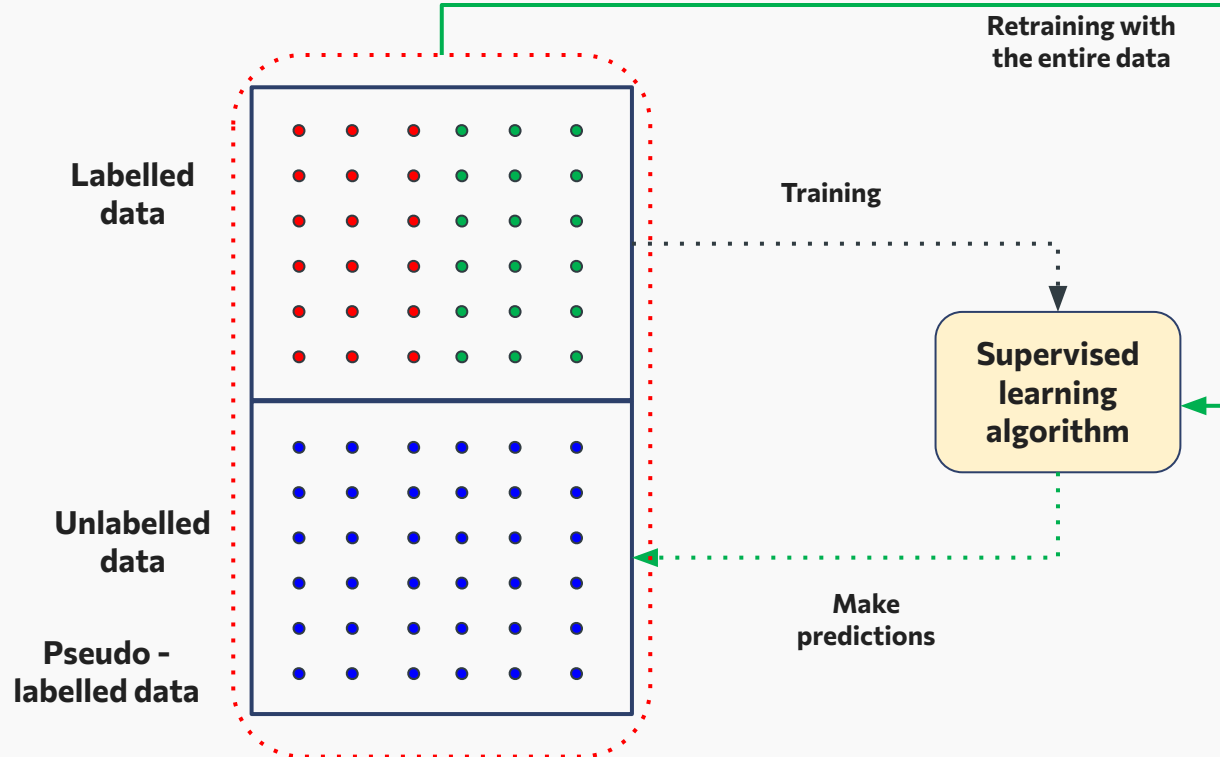 Retraining with
the entire data
Labelled
data
Training
Supervised
learning
algorithm
Unlabelled
data
Make
predictions
Pseudo -
labelled data